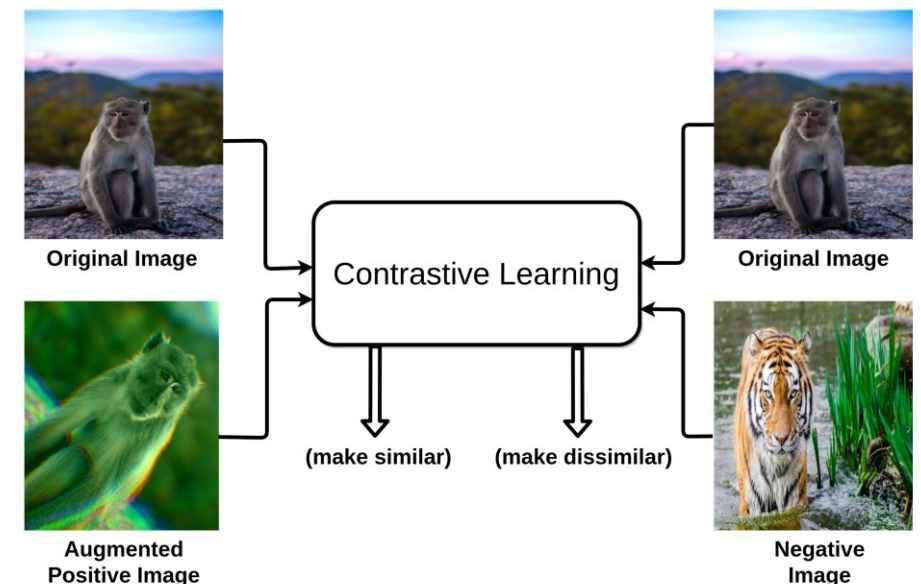 Original Image
Original Image
Contrastive Learning
(make similar)
(make dissimilar)
Augmented
Positive Image
Negative
Image